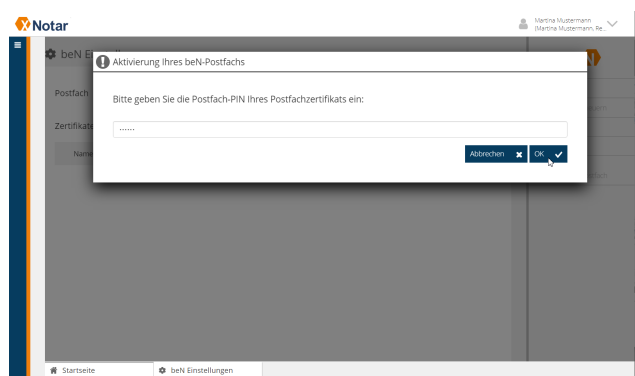 XNotar
Martina Mustermann
(Martina Mustermann, Re...
beN Ei
Aktivierung Ihres beN-Postfachs
Postfach
Bitte geben Sie die Postfach-PIN Ihres Postfachzertifikats ein:
Zertifikate
......
Name
Abbrechen
OK
Startseite
beN Einstellungen